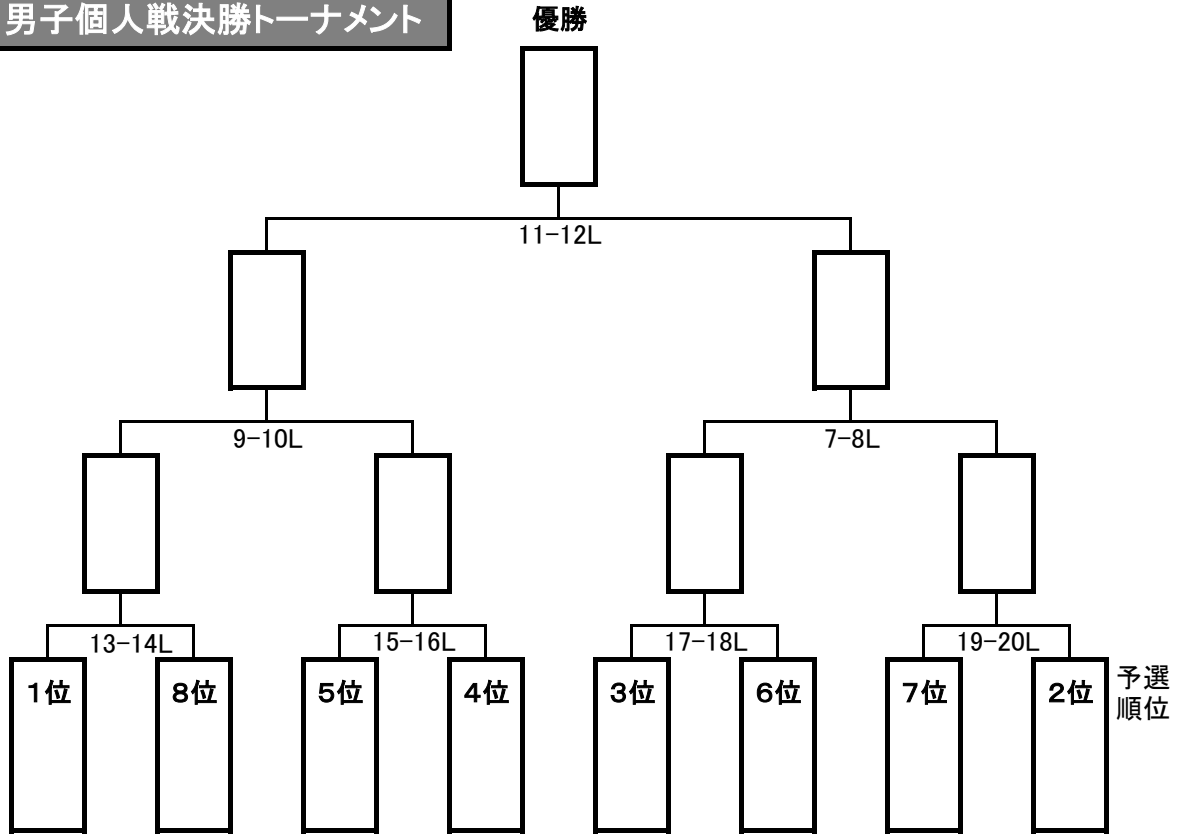 男子個人戦決勝トーナメント
優勝
11-12L
9-10L
7-8L
13-14L
15-16L
17-18L
19-20L
1位
8位
5位
4位
3位
6位
7位
2位
予選
順位